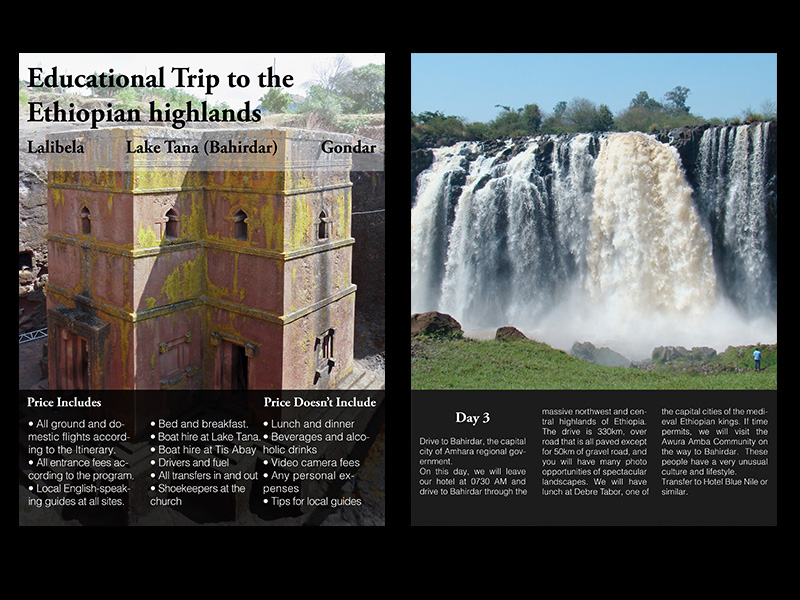 Educational Trip to the
Ethiopian highlands
Lalibela Lake Tana (Bahirdar) Gondar
Price Includes
• All ground and do-
mestic flights accord-
ing to the Itinerary.
• All entrance fees ac-
cording to the program.
• Local English-speak-
ing guides at all sites.
• Bed and breakfast.
• Boat hire at Lake Tana.
• Boat hire at Tis Abay
• Drivers and fuel
• All transfers in and out
• Shoekeepers at the
church
Price Doesn't Include
• Lunch and dinner
• Beverages and alco-
holic drinks
• Video camera fees
• Any personal ex-
penses
• Tips for local guides
Day 3
Drive to Bahirdar, the capital
city of Amhara regional gov-
ernment.
On this day, we will leave
our hotel at 0730 AM and
drive to Bahirdar through the
massive northwest and cen-
tral highlands of Ethiopia.
The drive is 330km, over
road that is all paved except
for 50km of gravel road, and
you will have many photo
opportunities of spectacular
landscapes. We will have
lunch at Debre Tabor, one of
the capital cities of the medi-
eval Ethiopian kings. If time
permits, we will visit the
Awura Amba Community on
the way to Bahirdar. These
people have a very unusual
culture and lifestyle.
Transfer to Hotel Blue Nile or
similar.